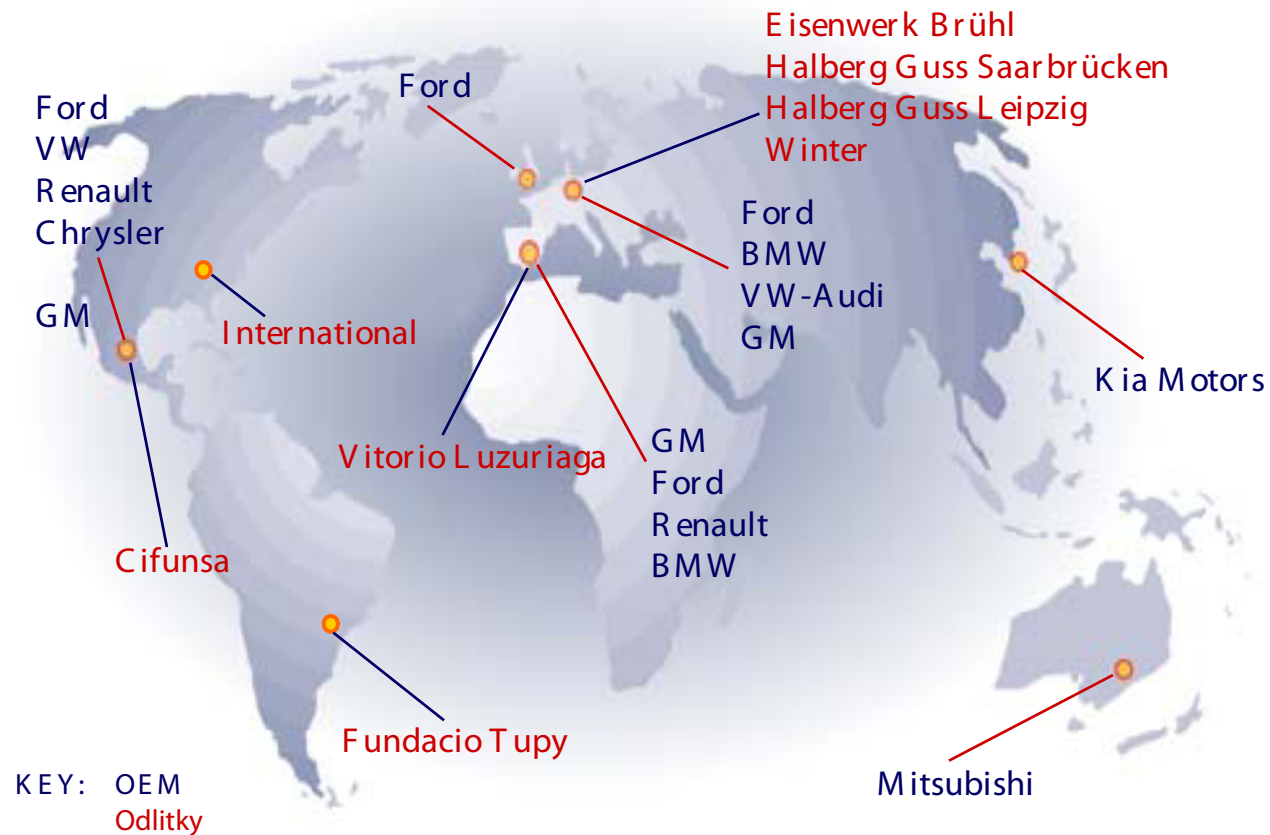 Eisenwerk Brühl
Halberg Guss Saarbrücken
Halberg Guss Leipzig
Winter
Ford
Ford
VW
Renault
Chrysler
GM
International
Ford
BMW
VW-Audi
GM
Kia Motors
Vitorio Luzuriaga
GM
Ford
Renault
BMW
Cifunsa
Fundacio Tupy
Mitsubishi
KEY: OEM
Odlitky